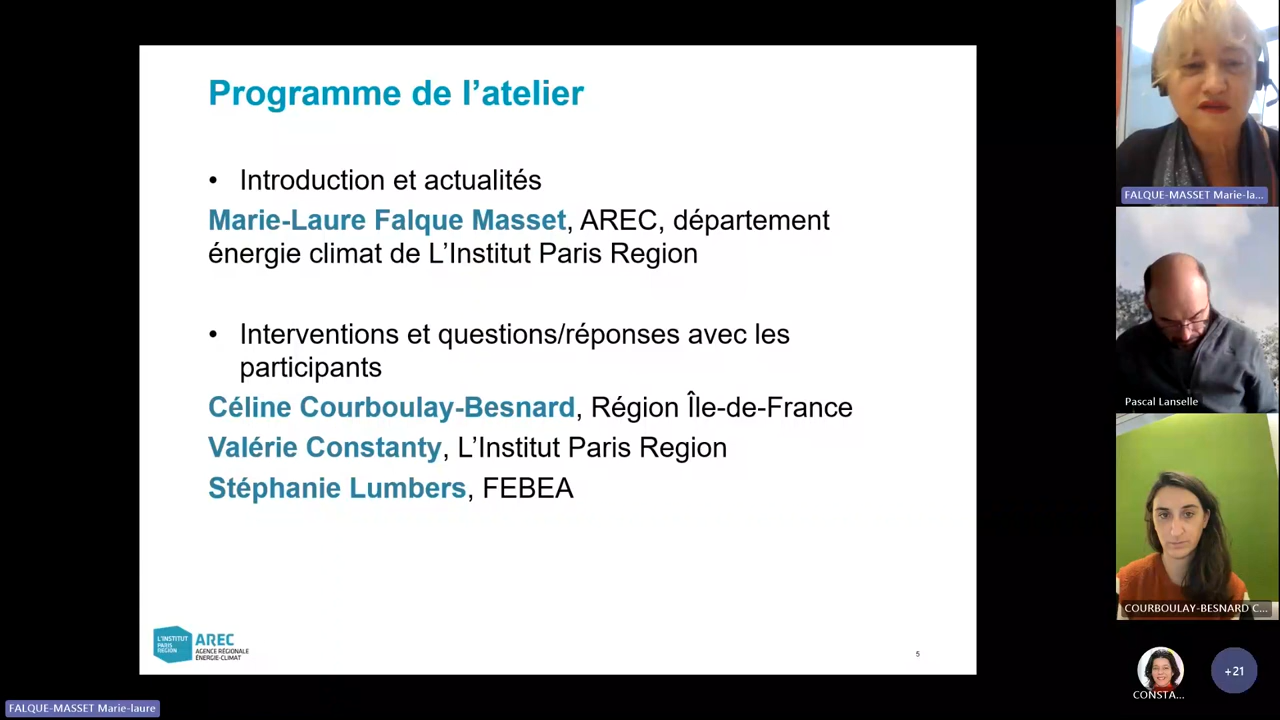 Programme de l’atelier
• Introduction et actualités
Marie-Laure Falque Masset, AREC, département
énergie climat de L’Institut Paris Region
• Interventions et questions/réponses avec les
participants
Céline Courboulay-Besnard, Région Île-de-France
Valérie Constanty, L’Institut Paris Region
Stéphanie Lumbers, FEBEA
L’INSTITUT
PARIS
REGION
AREC
AGENCE RÉGIONALE
ÉNERGIE-CLIMAT
5
FALQUE-MASSET Marie-la...
Pascal Lanselle
COURBOULAY-BESNARD C...
CONSTA...
+21
FALQUE-MASSET Marie-laure